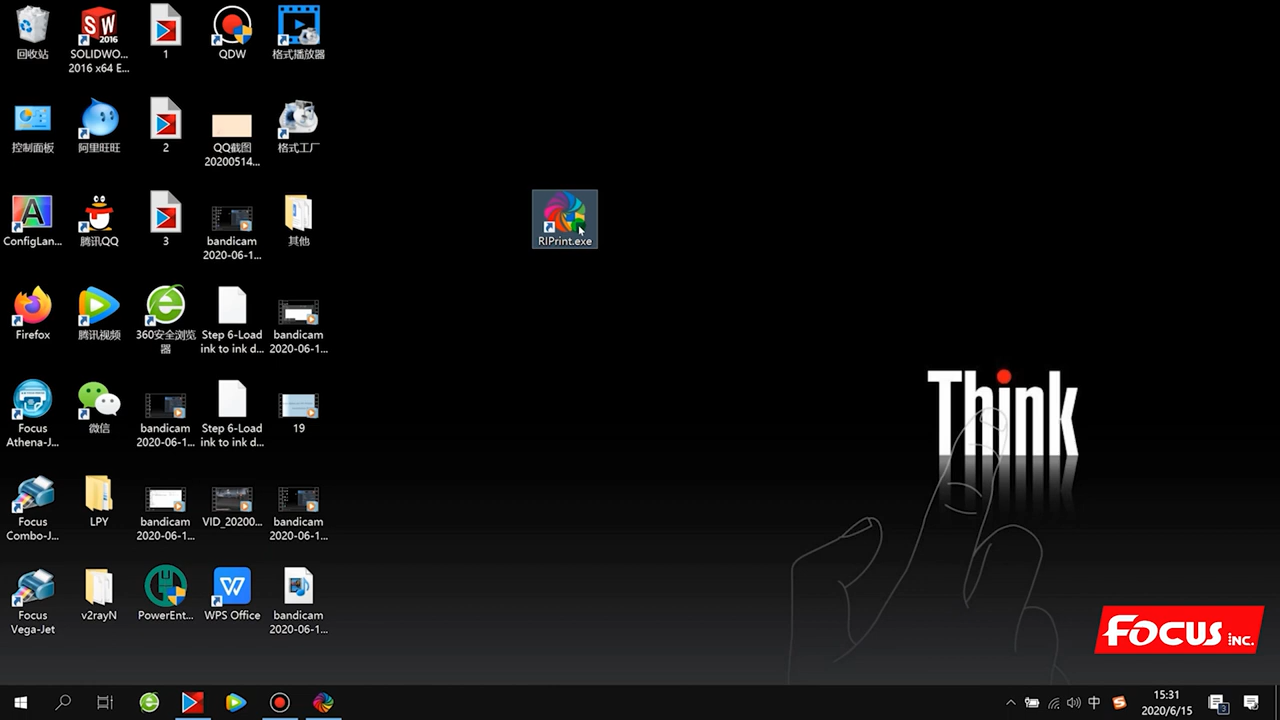 回收站
SOLIDWO...
2016 x64 E...
1
QDW
格式播放器
控制面板
阿里旺旺
2
QQ截图
20200514...
格式工厂
ConfigLan...
腾讯QQ
3
bandicam
2020-06-1...
其他
RIPrint.exe
Firefox
腾讯视频
360安全浏览
器
Step 6-Load
ink to ink d...
bandicam
2020-06-1...
Focus
Athena-J...
微信
bandicam
2020-06-1...
Step 6-Load
ink to ink d...
19
Think
Focus
Combo-J...
LPY
bandicam
2020-06-1...
VID_20200...
bandicam
2020-06-1...
Focus
Vega-Jet
v2rayN
PowerEnt...
WPS Office
bandicam
2020-06-1...
FOCUS INC.
中
15:31
2020/6/15
3